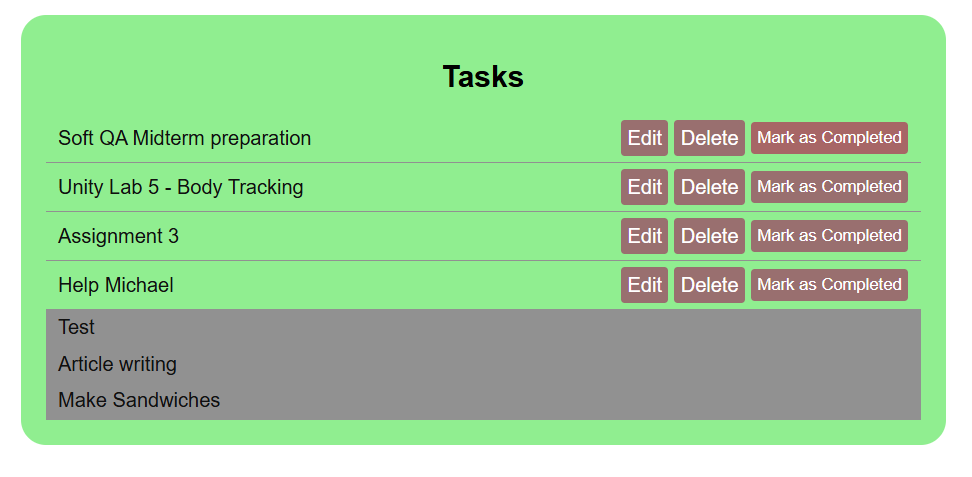 Tasks
Soft QA Midterm preparation Edit Delete Mark as Completed
Unity Lab 5 - Body Tracking Edit Delete Mark as Completed
Assignment 3 Edit Delete Mark as Completed
Help Michael Edit Delete Mark as Completed
Test
Article writing
Make Sandwiches